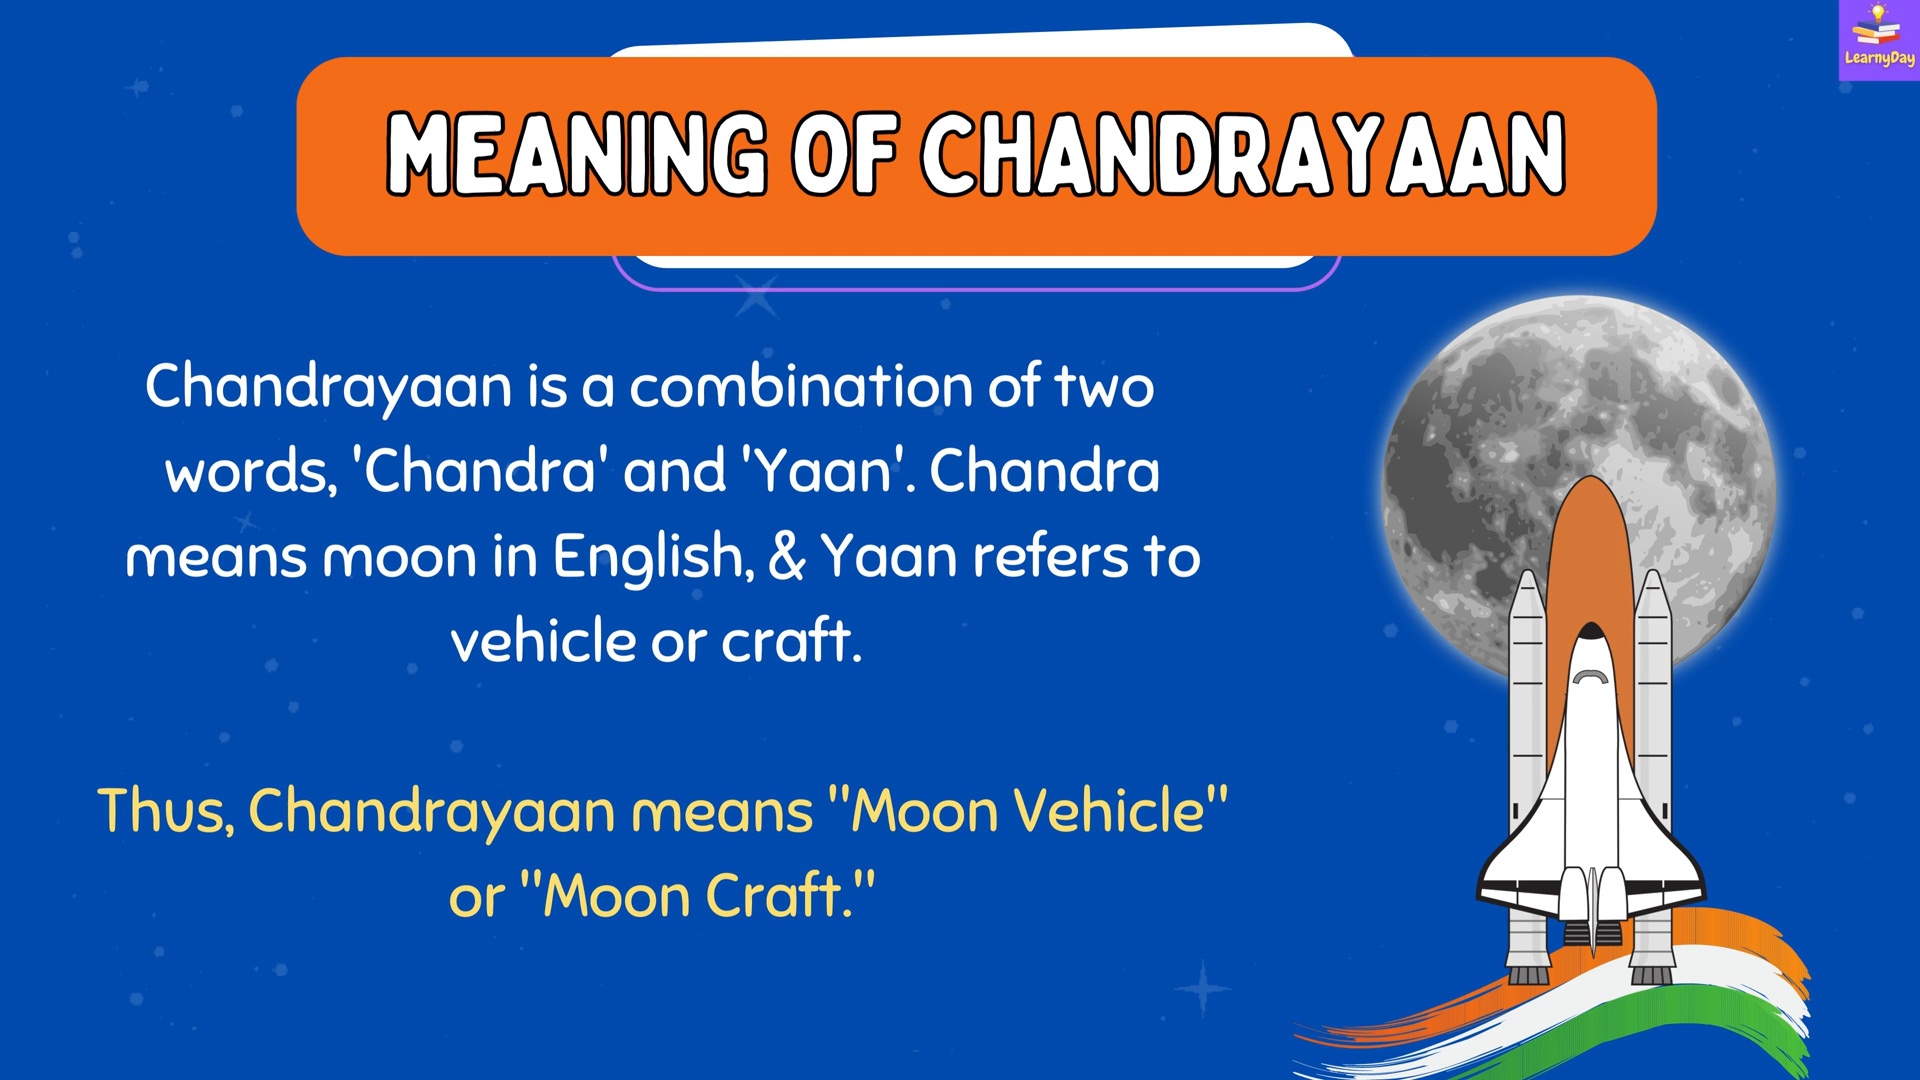 LearnyDay
MEANING OF CHANDRAYAAN
Chandrayaan is a combination of two
words, 'Chandra' and 'Yaan'. Chandra
means moon in English, & Yaan refers to
vehicle or craft.
Thus, Chandrayaan means "Moon Vehicle"
or "Moon Craft."